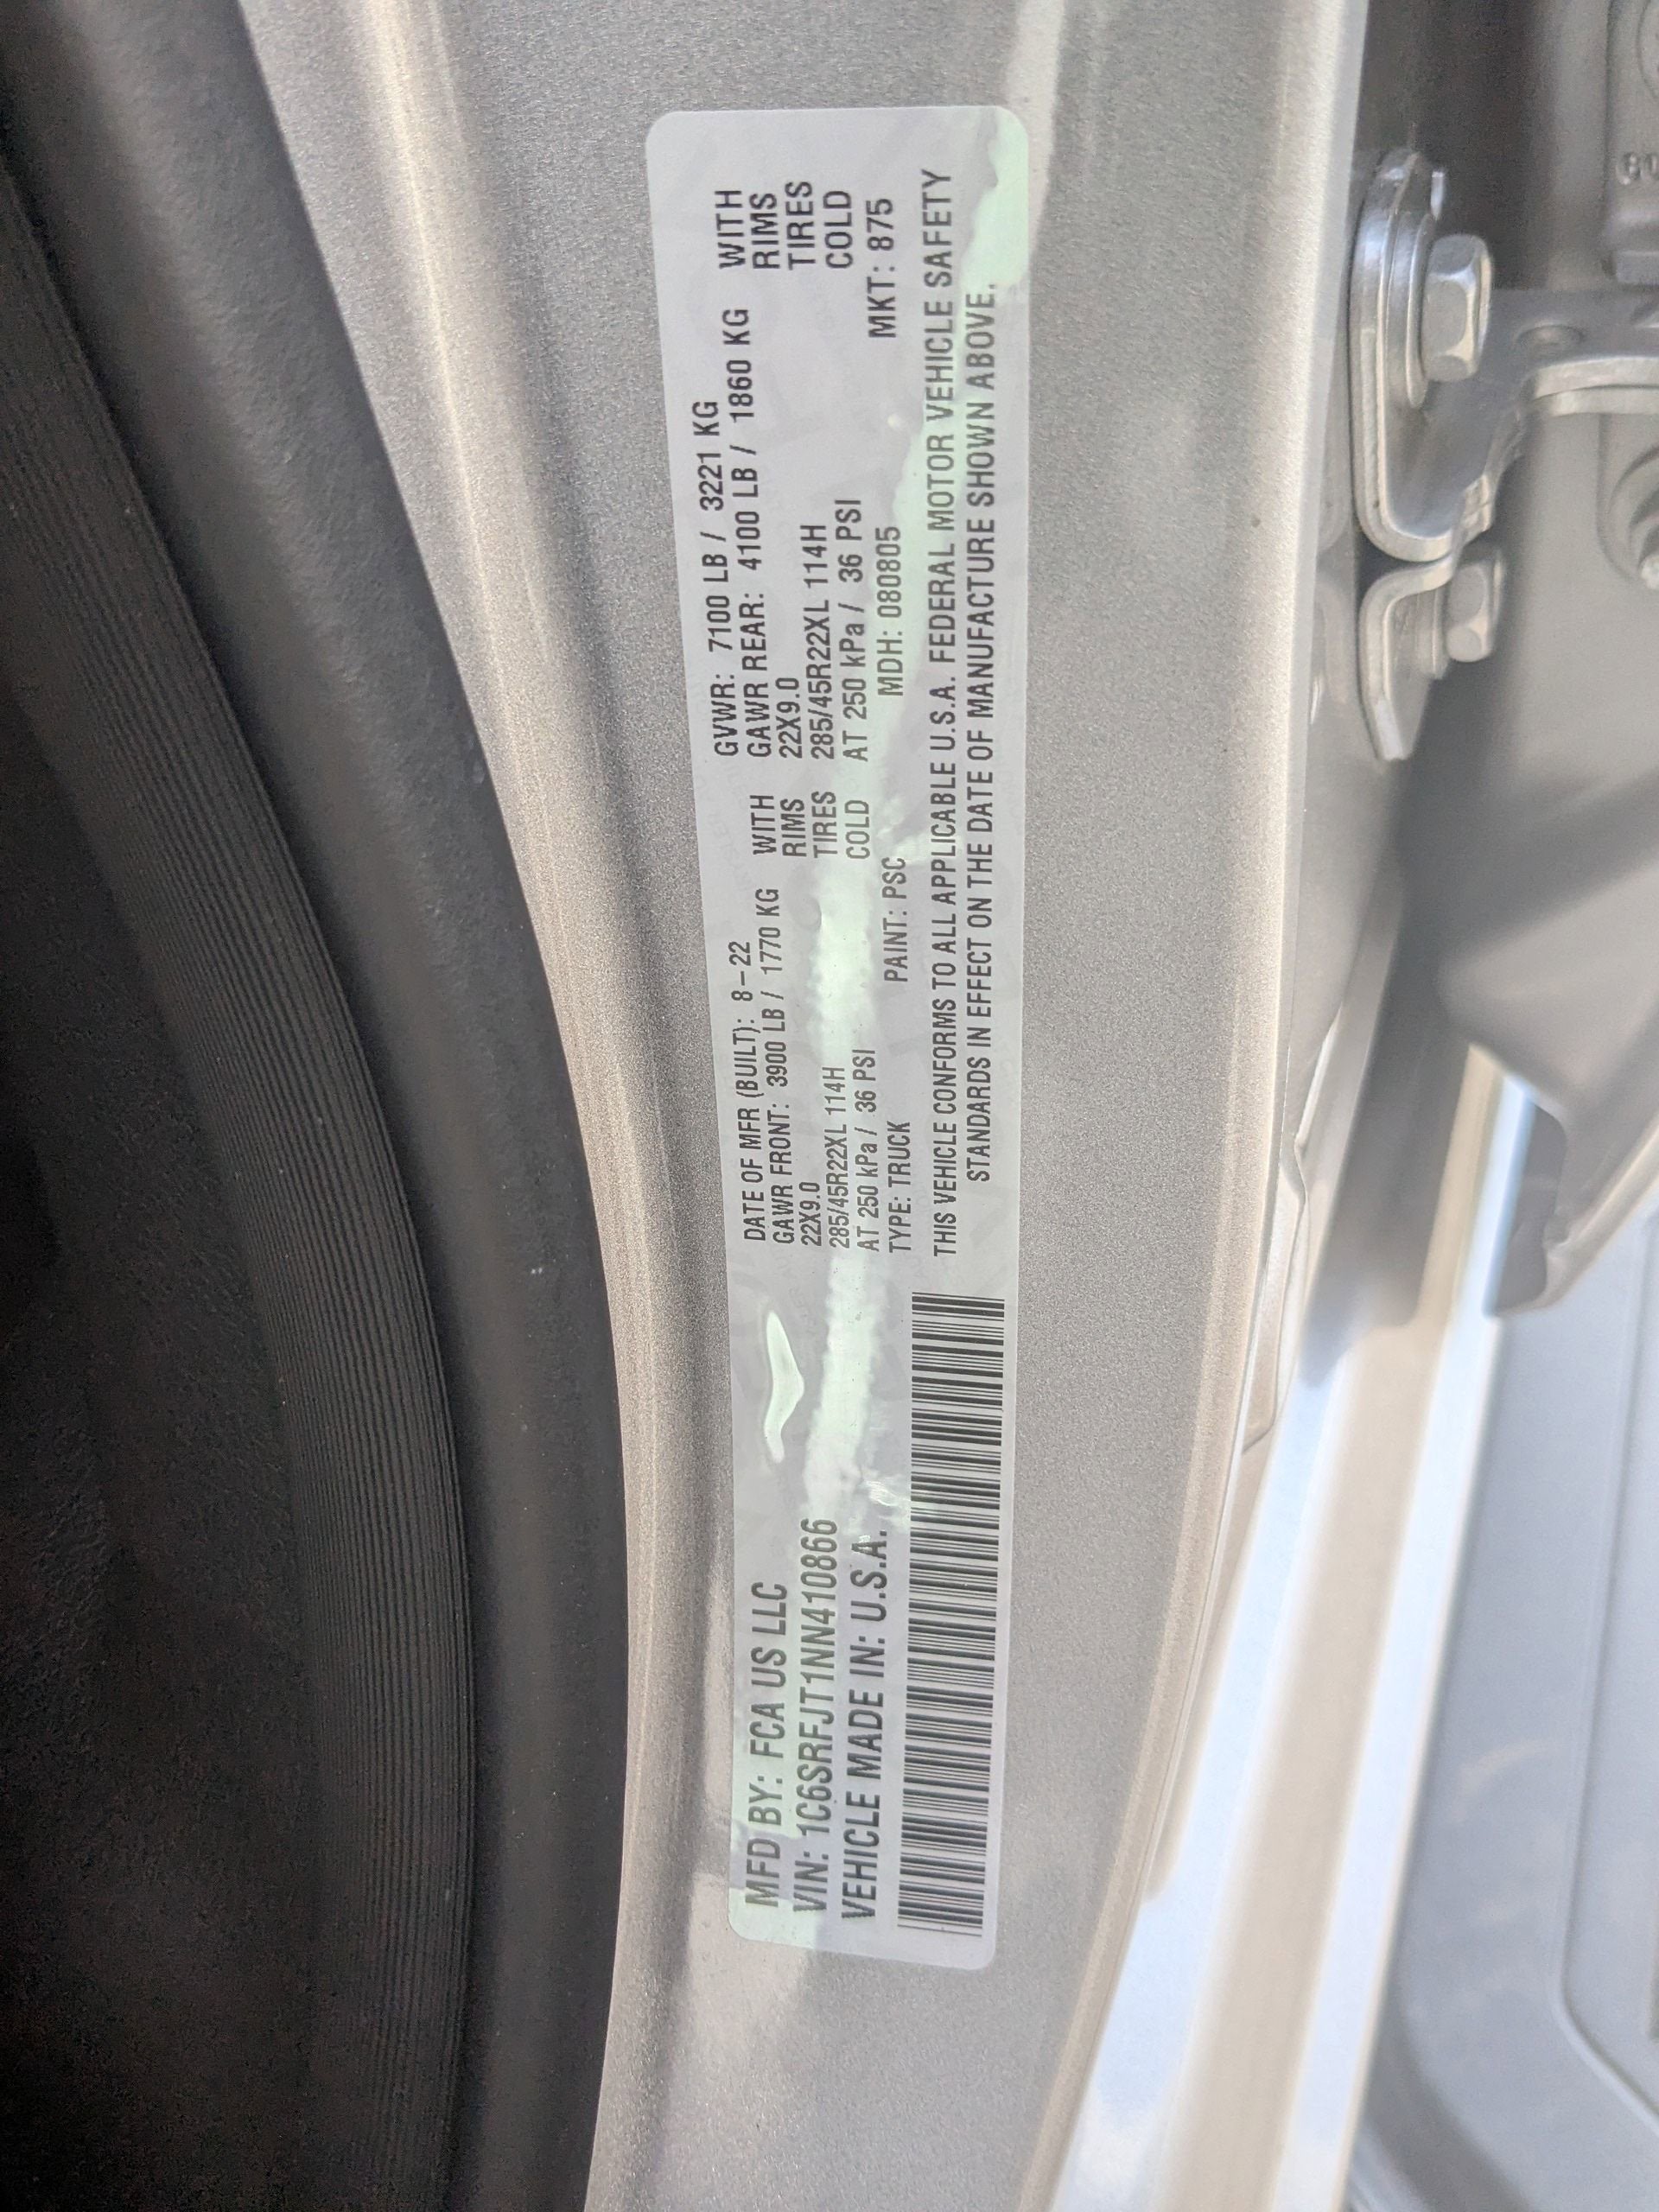 MFD BY: FCA US LLC
VIN: 1C6SRFJT1NN410866
VEHICLE MADE IN: U.S.A.
DATE OF MFR (BUILT): 8-22 GVWR: 7100 LB / 3221 KG
GAWR FRONT: 3900 LB / 1770 KG WITH GAWR REAR: 4100 LB / 1860 KG WITH
22X9.0 RIMS 22X9.0 RIMS
285/45R22XL 114H TIRES 285/45R22XL 114H TIRES
AT 250 kPa / 36 PSI COLD AT 250 kPa / 36 PSI COLD
TYPE: TRUCK PAINT: PSC MDH: 080805 MKT: 875
THIS VEHICLE CONFORMS TO ALL APPLICABLE U.S.A. FEDERAL MOTOR VEHICLE SAFETY
STANDARDS IN EFFECT ON THE DATE OF MANUFACTURE SHOWN ABOVE.